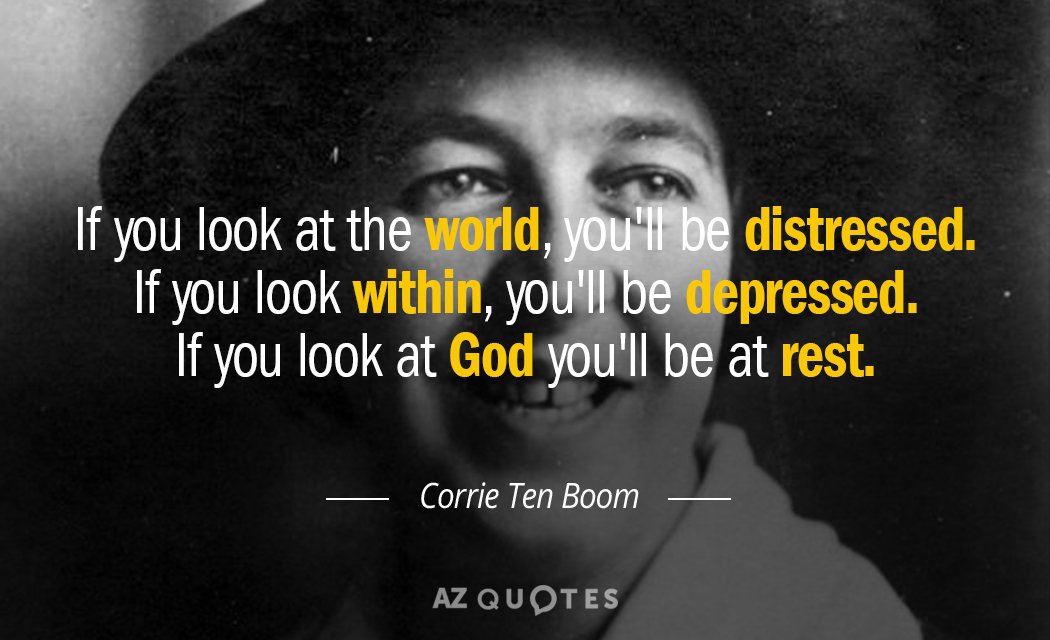 If you look at the world, you'll be distressed.
If you look within, you'll be depressed.
If you look at God you'll be at rest.
Corrie Ten Boom
AZ QUOTES